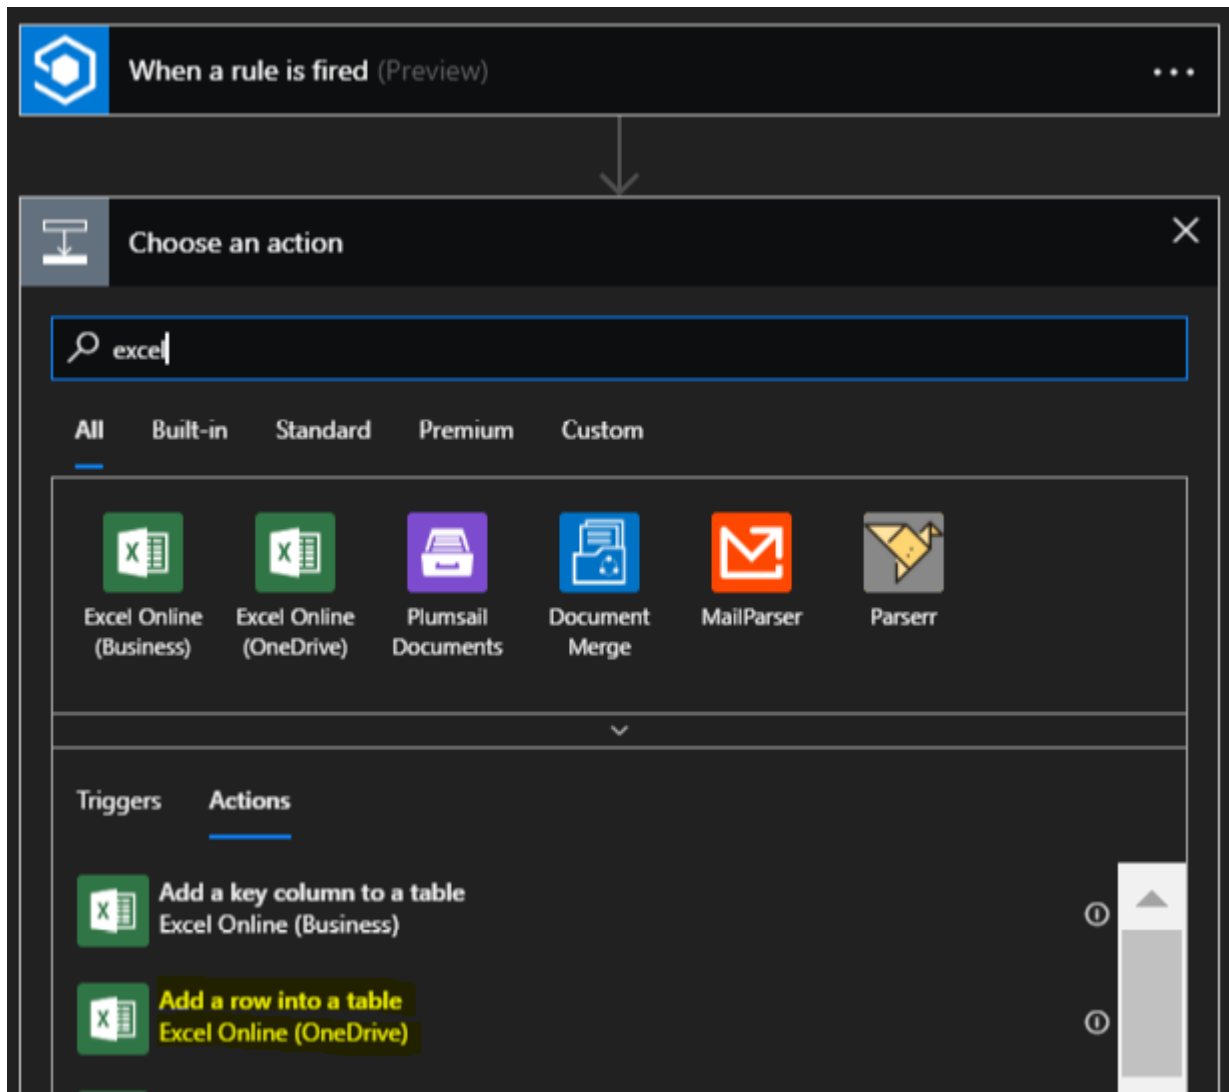 When a rule is fired (Preview)
Choose an action
excel
All Built-in Standard Premium Custom
Excel Online (Business)
Excel Online (OneDrive)
Plumsail Documents
Document Merge
MailParser
Parserr
Triggers Actions
Add a key column to a table
Excel Online (Business)
Add a row into a table
Excel Online (OneDrive)